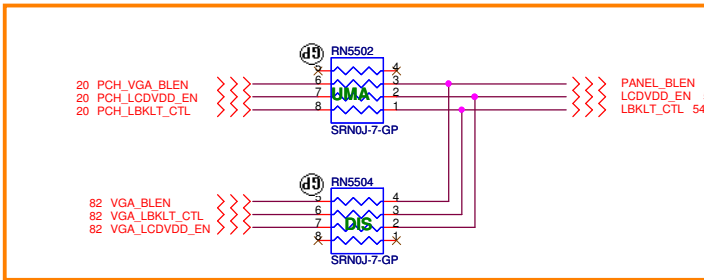 GP RN5502
5 4
20 PCH_VGA_BLEN 6 3 PANEL_BLEN
20 PCH_LCDVDD_EN 7 UMA 2 LCDVDD_EN
20 PCH_LBKLT_CTL 8 1 LBKLT_CTL 54
SRN0J-7-GP
GP RN5504
82 VGA_BLEN 5 4
82 VGA_LBKLT_CTL 6 3
82 VGA_LCDVDD_EN 7 DIS 2
8 1
SRN0J-7-GP